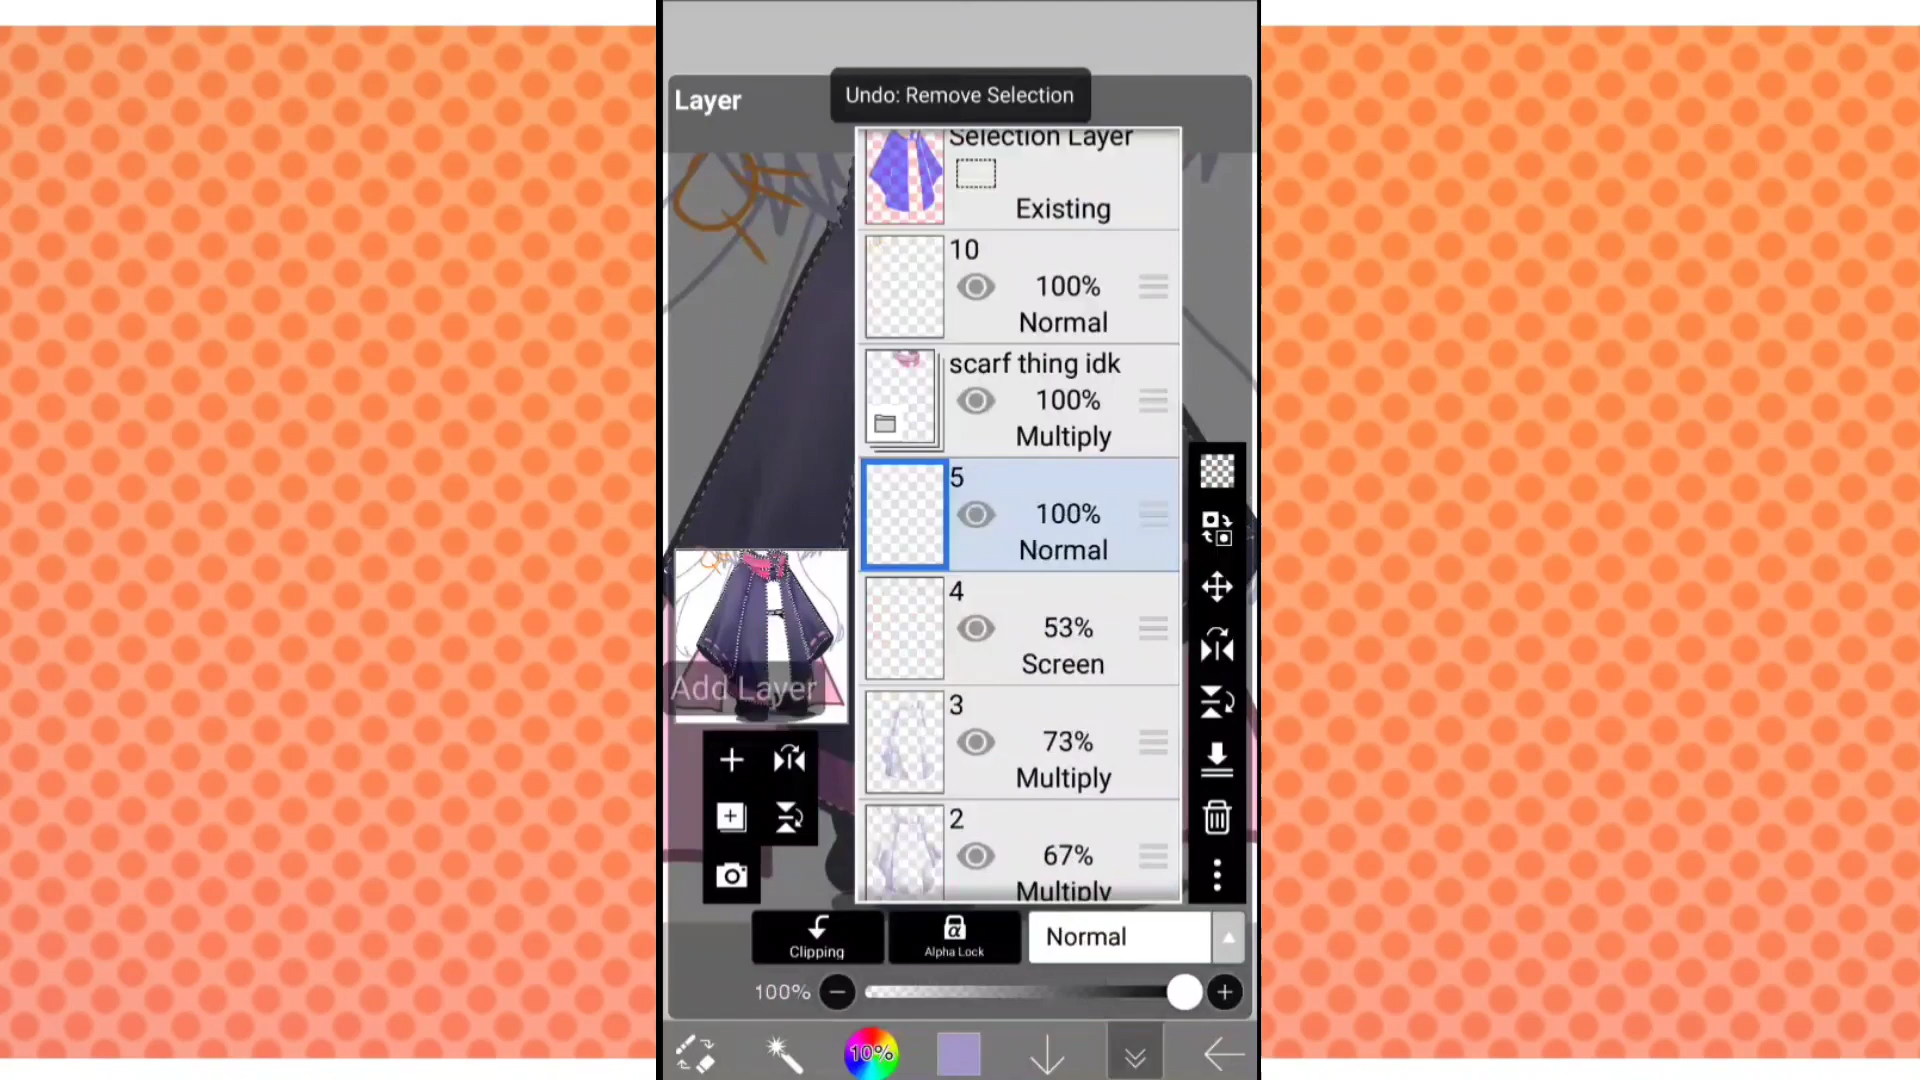 Layer
Undo: Remove Selection
Selection Layer
Existing
10
100%
Normal
scarf thing idk
100%
Multiply
5
100%
Normal
4
53%
Screen
3
73%
Multiply
2
67%
Multiply
Add Layer
Clipping
α
Alpha Lock
Normal
100%
10%